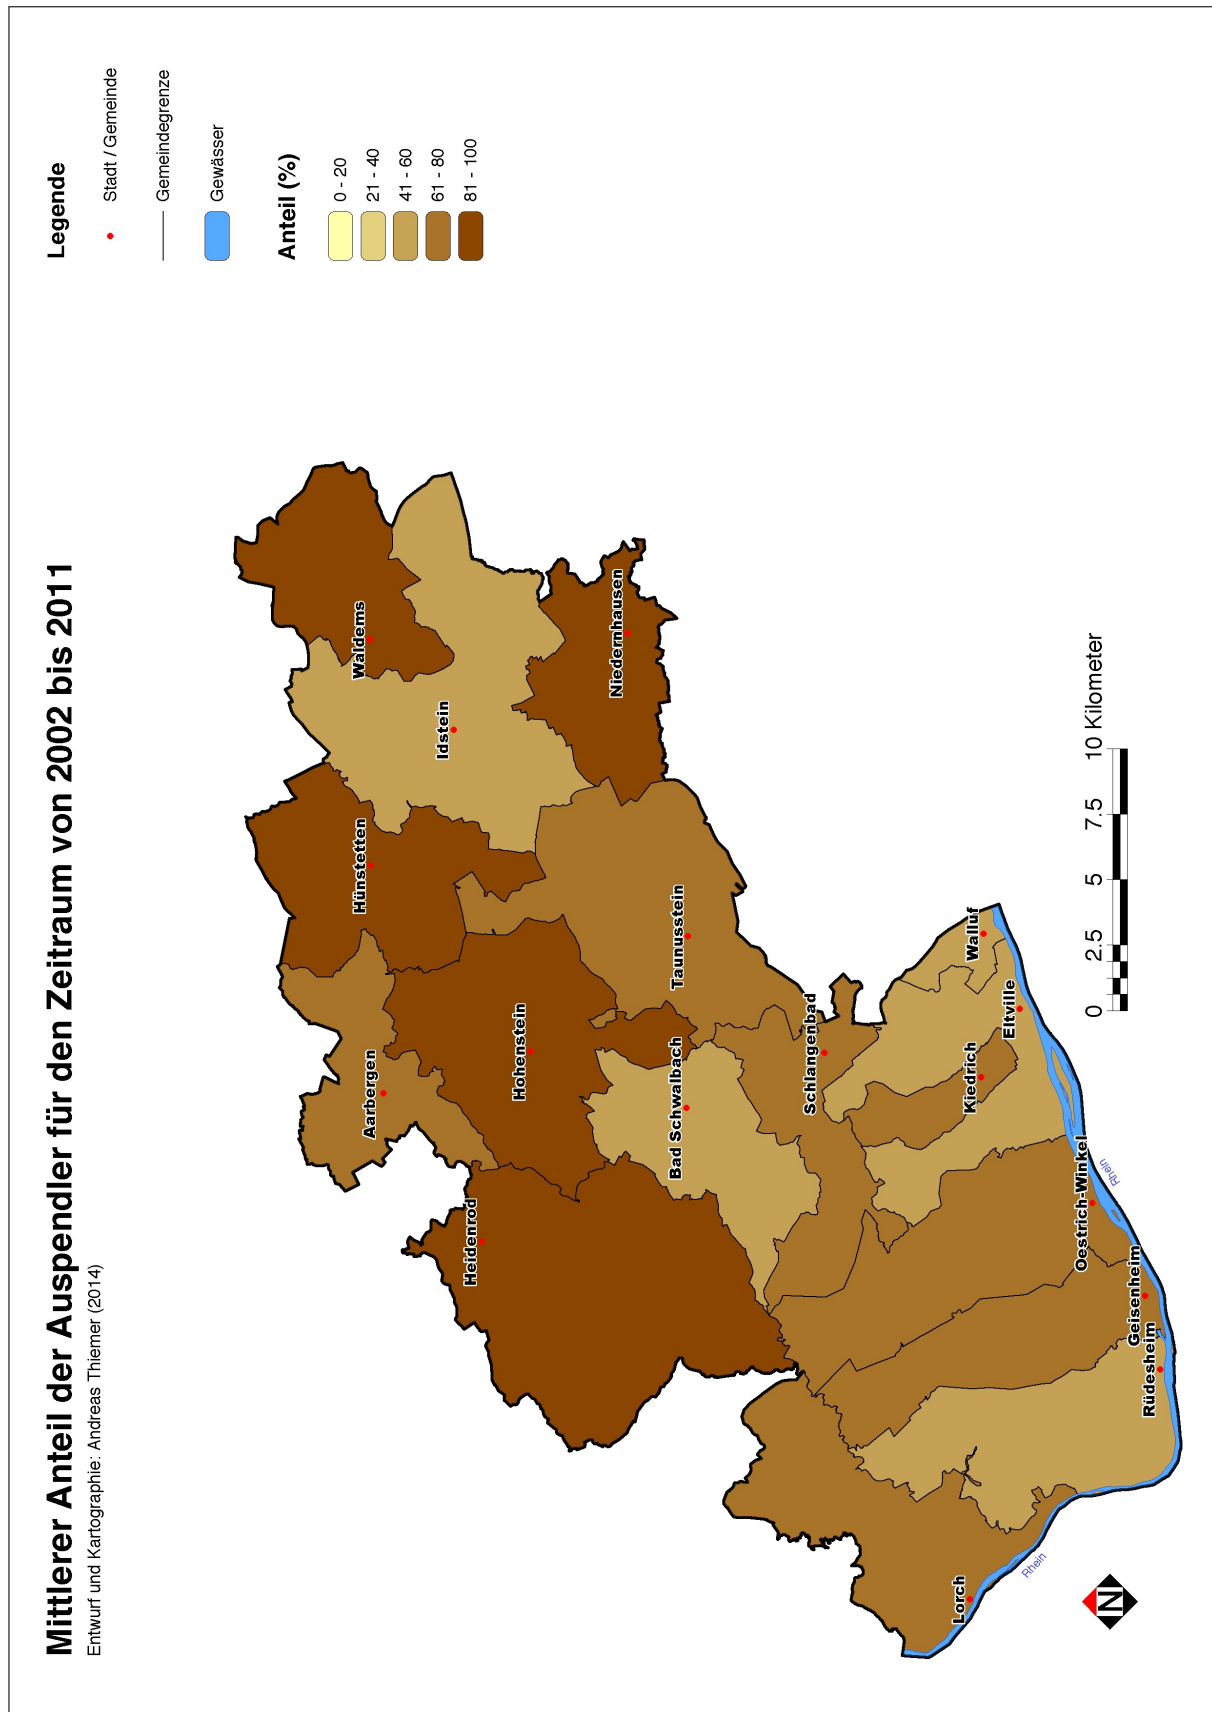 Mittlerer Anteil der Auspendler für den Zeitraum von 2002 bis 2011
Entwurf und Kartographie: Andreas Thiemer (2014)
Legende
Stadt / Gemeinde
Gemeindegrenze
Gewässer
Anteil (%)
0 - 20
21 - 40
41 - 60
61 - 80
81 - 100
Waldems
Hünstetten
Aarbergen
Idstein
Heidenrod
Hohenstein
Niedernhausen
Taunusstein
Bad Schwalbach
Schlangenbad
Walluf
Eltville
Kiedrich
Lorch
Oestrich-Winkel
Geisenheim
Rüdesheim
Rhein
Rhein
N
0 2.5 5 7.5 10 Kilometer